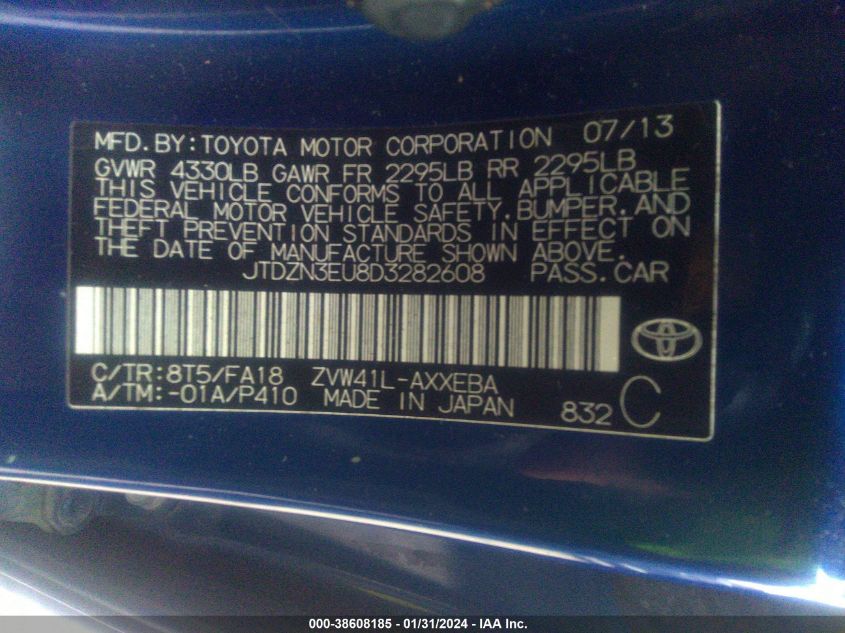 MFD. BY: TOYOTA MOTOR CORPORATION 07/13
GVWR 4330LB GAWR FR 2295LB RR 2295LB
THIS VEHICLE CONFORMS TO ALL APPLICABLE
FEDERAL MOTOR VEHICLE SAFETY, BUMPER, AND
THEFT PREVENTION STANDARDS IN EFFECT ON
THE DATE OF MANUFACTURE SHOWN ABOVE.
JTDZN3EU8D3282608 PASS. CAR
C/TR: 8T5/FA18 ZVW41L-AXXEBA
A/TM: -01A/P410 MADE IN JAPAN 832 C
000-38608185 - 01/31/2024 - IAA Inc.